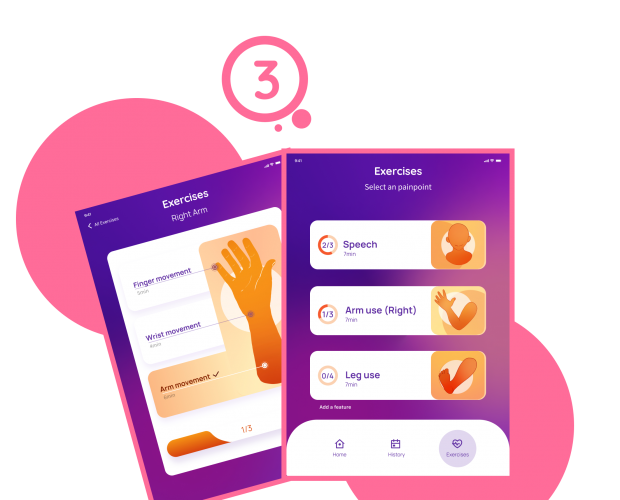 3
9:41
Exercises
All Exercises
Right Arm
Finger movement
5min
Wrist movement
4min
Arm movement
6min
1/3
9:41
Exercises
Select an painpoint
2/3
Speech
7min
1/3
Arm use (Right)
7min
0/4
Leg use
7min
Add a feature
Home
History
Exercises